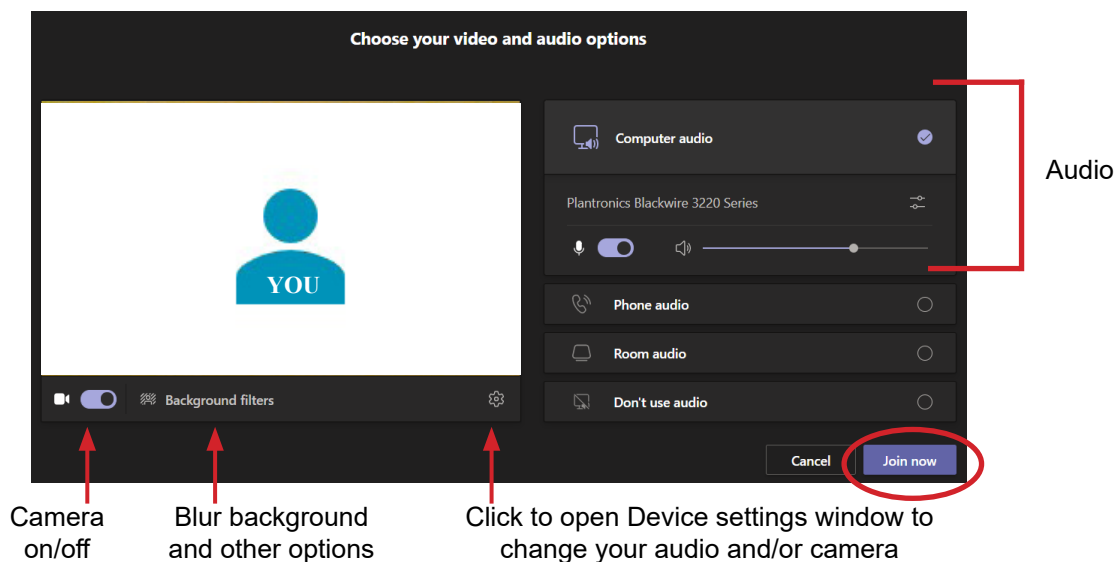 Choose your video and audio options
Computer audio
Audio
Plantronics Blackwire 3220 Series
YOU
Phone audio
Room audio
Background filters
Don't use audio
Cancel
Join now
Camera
on/off
Blur background
and other options
Click to open Device settings window to
change your audio and/or camera